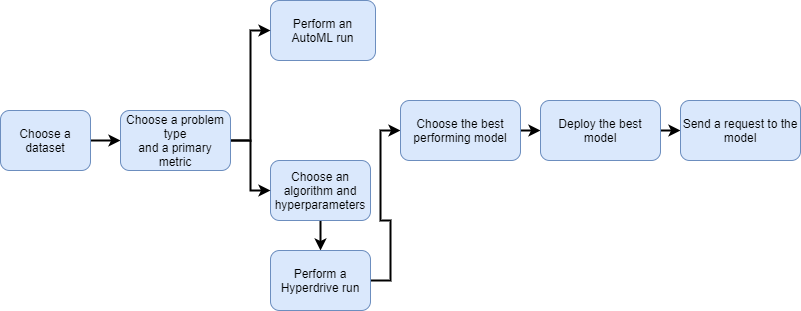 Perform an
AutoML run
Choose a
dataset
Choose a problem
type
and a primary
metric
Choose an
algorithm and
hyperparameters
Perform a
Hyperdrive run
Choose the best
performing model
Deploy the best
model
Send a request to the
model